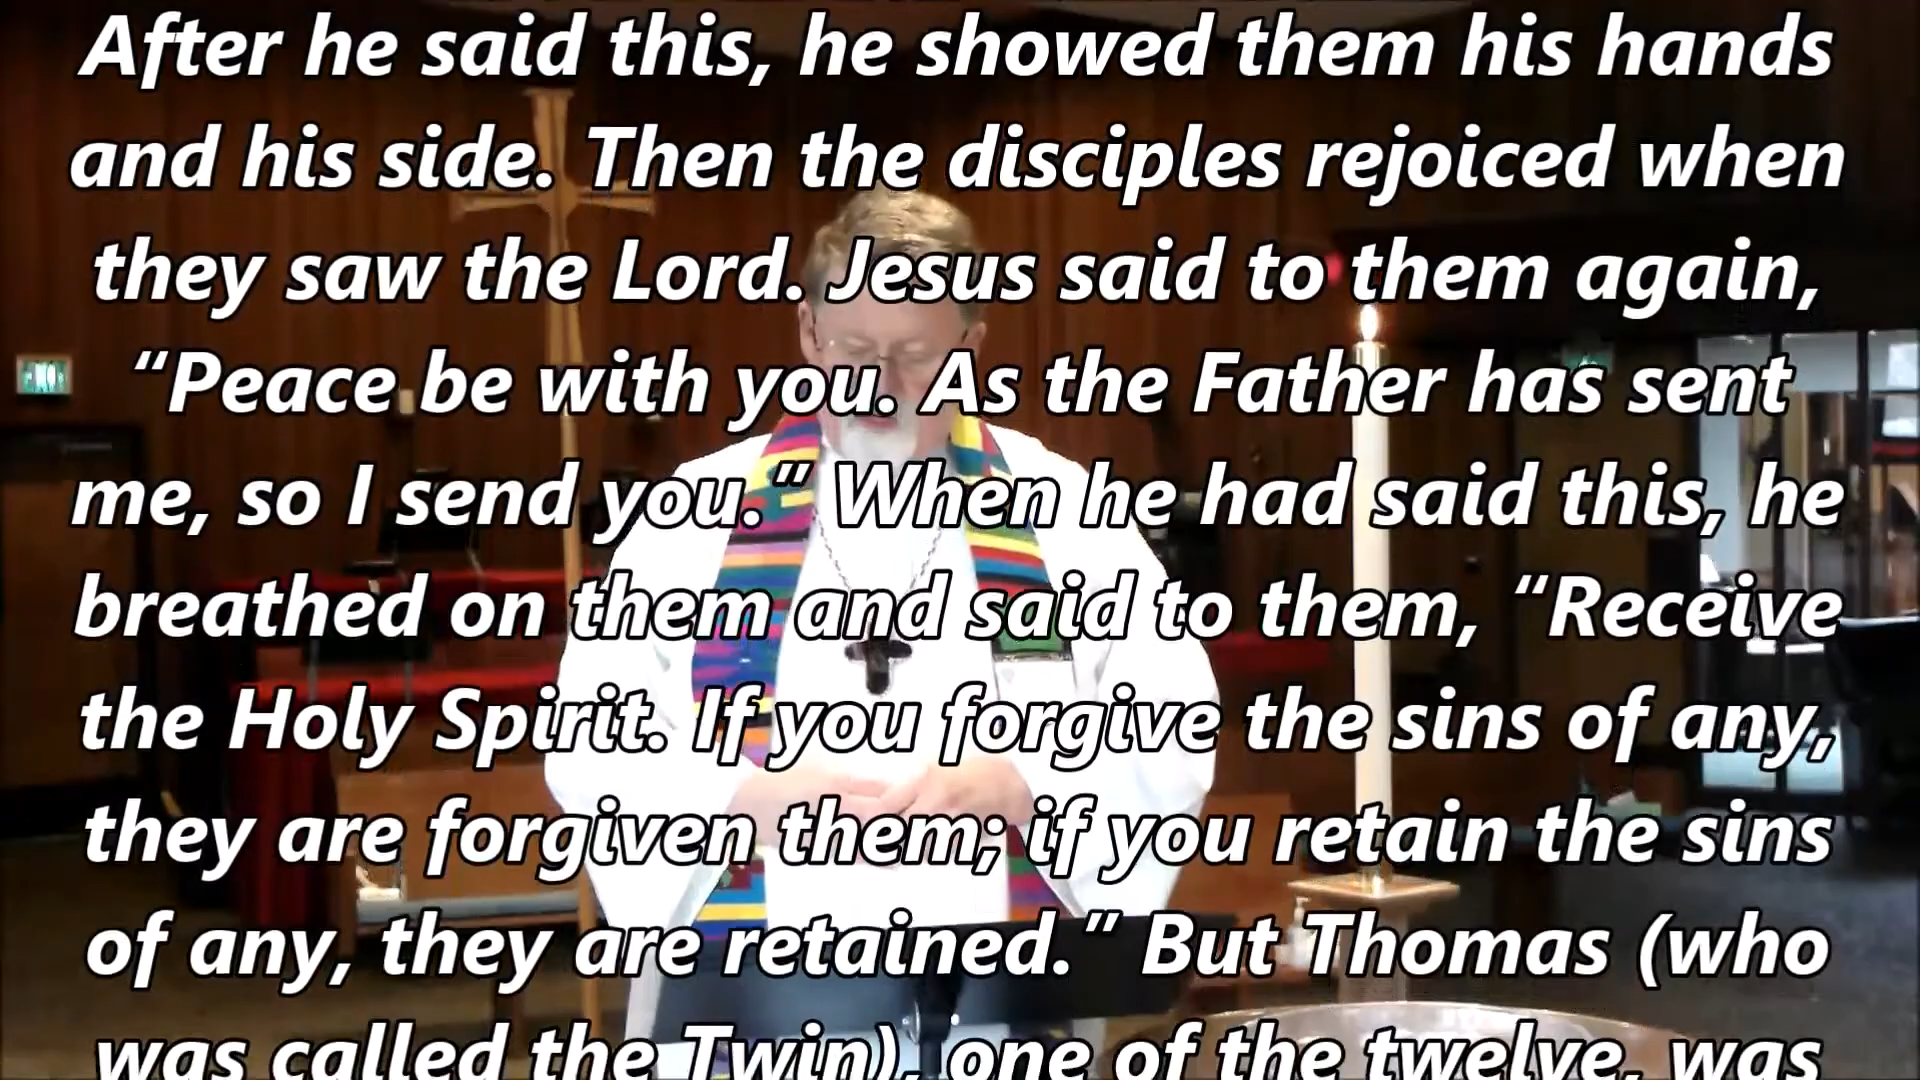 After he said this, he showed them his hands
and his side. Then the disciples rejoiced when
they saw the Lord. Jesus said to them again,
“Peace be with you. As the Father has sent
me, so I send you.” When he had said this, he
breathed on them and said to them, “Receive
the Holy Spirit. If you forgive the sins of any,
they are forgiven them; if you retain the sins
of any, they are retained.” But Thomas (who
was called the Twin), one of the twelve, was